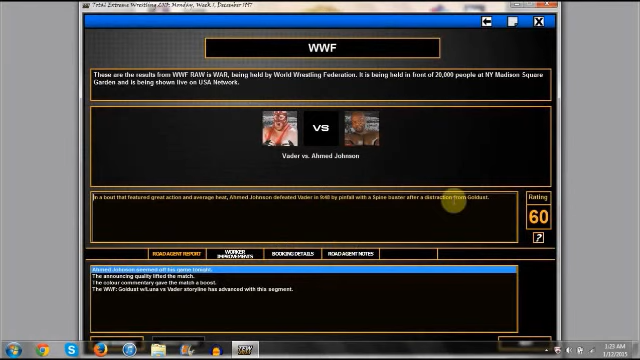 Total Extreme Wrestling 2013: Monday, Week 1, December 1997
WWF
These are the results from WWF RAW is WAR, being held by World Wrestling Federation. It is being held in front of 20,000 people at NY Madison Square
Garden and is being shown live on USA Network.
VS
Vader vs. Ahmed Johnson
In a bout that featured great action and average heat, Ahmed Johnson defeated Vader in 9:48 by pinfall with a Spine buster after a distraction from Goldust.
Rating
60
ROAD AGENT REPORT
WORKER
IMPROVEMENTS
BOOKING DETAILS
ROAD AGENT NOTES
Ahmed Johnson seemed off his game tonight.
The announcing quality lifted the match.
The colour commentary gave the match a boost.
The WWF: Goldust w/Luna vs Vader storyline has advanced with this segment.
1:23 AM
1/13/2015